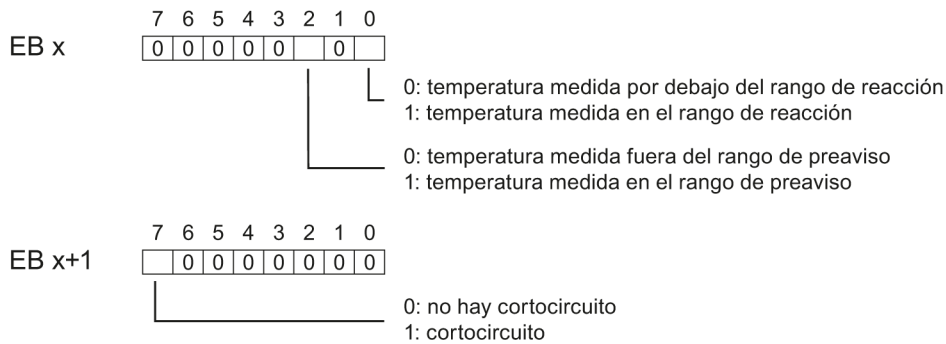 7 6 5 4 3 2 1 0
EB x
0 0 0 0 0 0
0: temperatura medida por debajo del rango de reacción
1: temperatura medida en el rango de reacción
0: temperatura medida fuera del rango de preaviso
1: temperatura medida en el rango de preaviso
7 6 5 4 3 2 1 0
EB x+1
0 0 0 0 0 0 0
0: no hay cortocircuito
1: cortocircuito